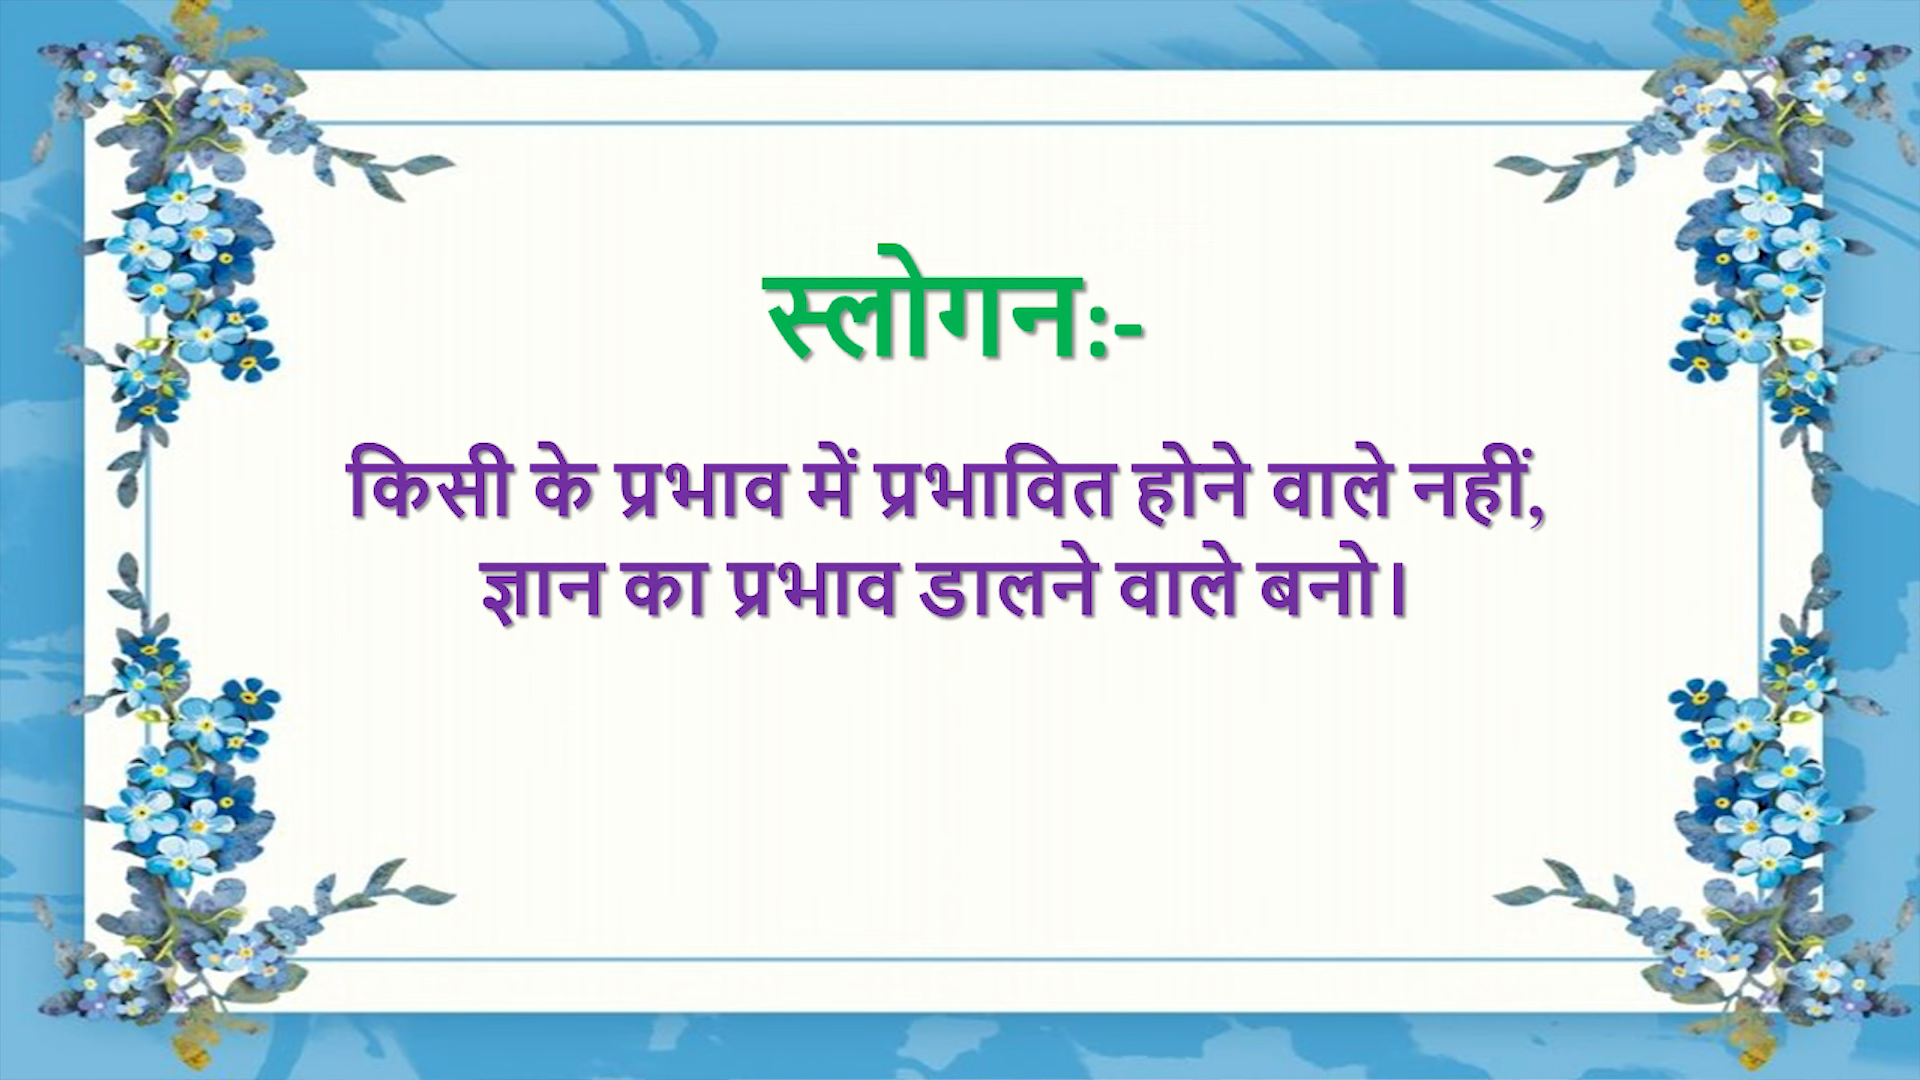 स्लोगन:-
किसी के प्रभाव में प्रभावित होने वाले नहीं,
ज्ञान का प्रभाव डालने वाले बनो।